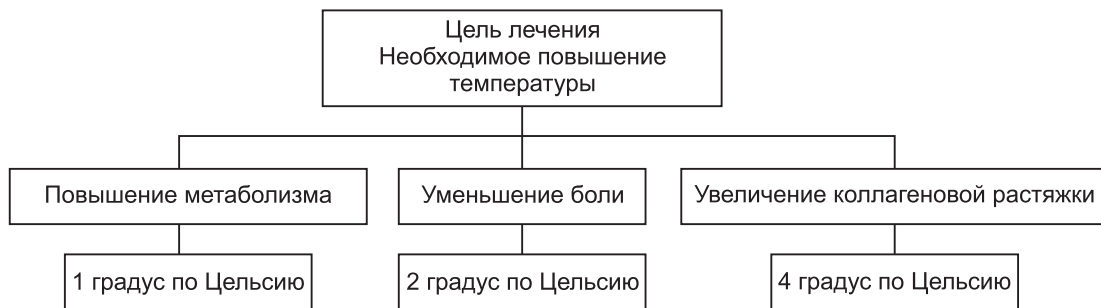 Цель лечения
Необходимое повышение
температуры
Повышение метаболизма
Уменьшение боли
Увеличение коллагеновой растяжки
1 градус по Цельсию
2 градус по Цельсию
4 градус по Цельсию